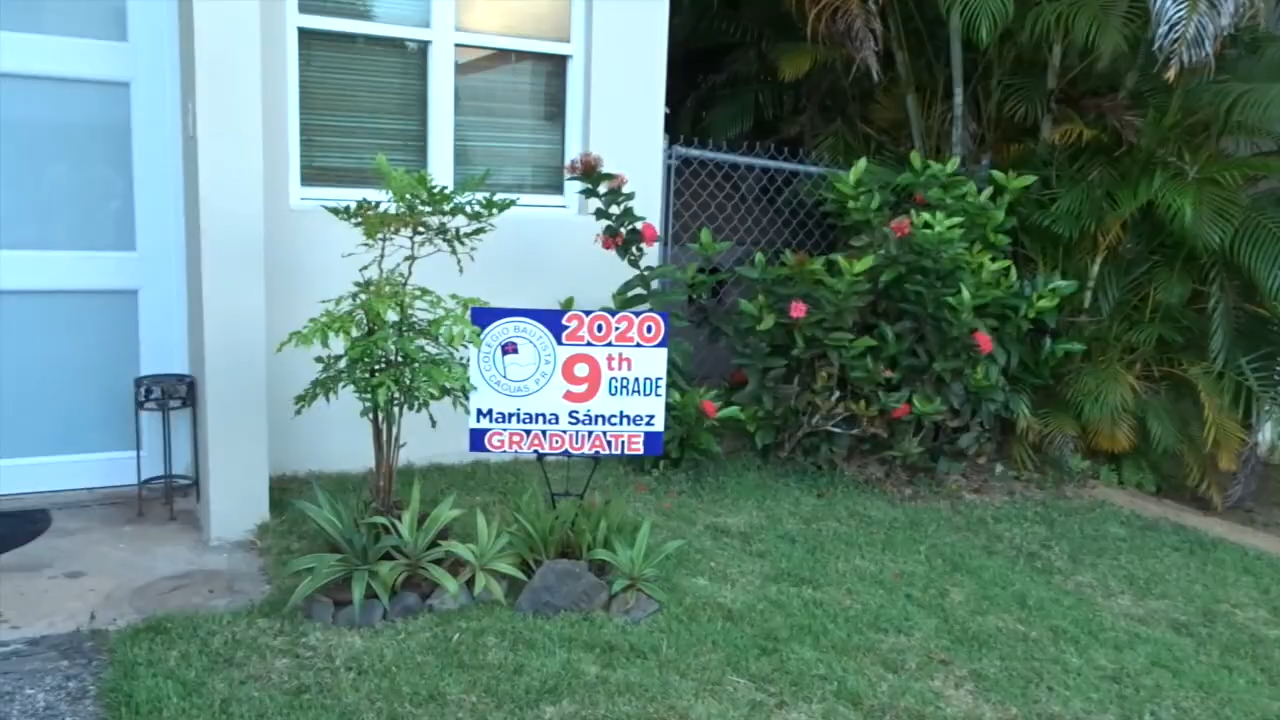 COLEGIO BAUTISTA
CAGUAS P.R.
2020
9th
GRADE
Mariana Sánchez
GRADUATE